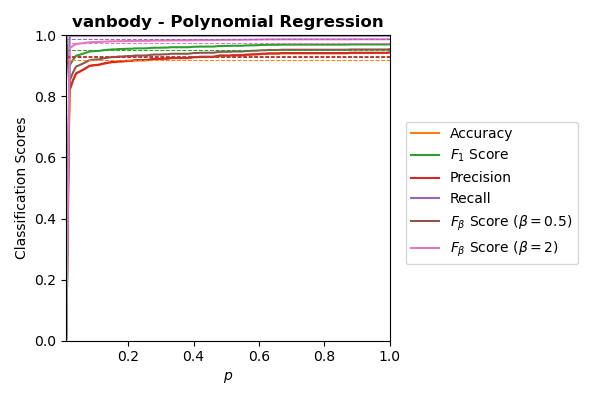 vanbody - Polynomial Regression
Classification Scores
1.0
0.8
0.6
0.4
0.2
0.0
0.2 0.4 0.6 0.8 1.0
p
Accuracy
F₁ Score
Precision
Recall
Fᵦ Score (β = 0.5)
Fᵦ Score (β = 2)